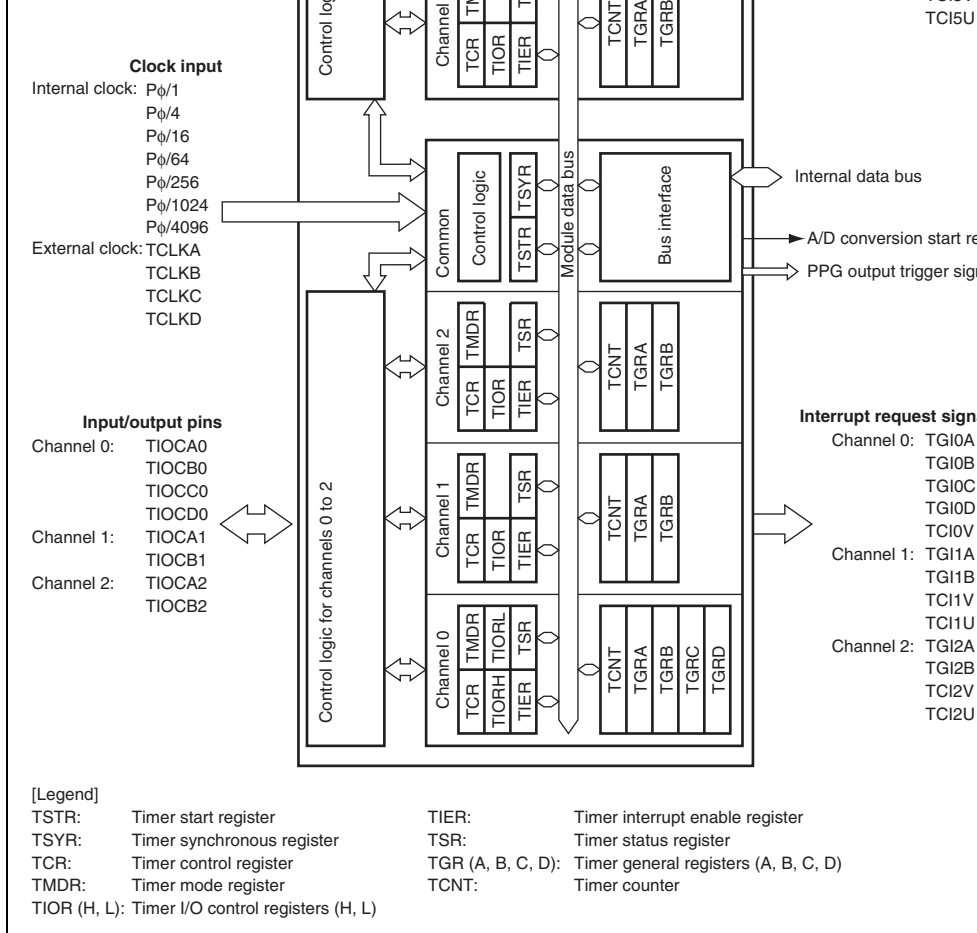 Control
Channel
TCR
TIOR
TIER
TCNT
TGRA
TGRB
TCI5U
Clock input
Internal clock: Pφ/1
Pφ/4
Pφ/16
Pφ/64
Pφ/256
Pφ/1024
Pφ/4096
External clock: TCLKA
TCLKB
TCLKC
TCLKD
Common
Control logic
TSTR TSYR
Module data bus
Bus interface
Internal data bus
A/D conversion start
PPG output trigger
Control logic for channels 0 to 2
Channel 2
TCR TMDR
TIOR
TIER TSR
TCNT
TGRA
TGRB
Input/output pins
Channel 0: TIOCA0
TIOCB0
TIOCC0
TIOCD0
Channel 1: TIOCA1
TIOCB1
Channel 2: TIOCA2
TIOCB2
Channel 1
TCR TMDR
TIOR
TIER TSR
TCNT
TGRA
TGRB
Channel 0
TCR TMDR
TIORH TIORL
TIER TSR
TCNT
TGRA
TGRB
TGRC
TGRD
Interrupt request
Channel 0: TGI0A
TGI0B
TGI0C
TGI0D
TCI0V
Channel 1: TGI1A
TGI1B
TCI1V
TCI1U
Channel 2: TGI2A
TGI2B
TCI2V
TCI2U
[Legend]
TSTR: Timer start register
TSYR: Timer synchronous register
TCR: Timer control register
TMDR: Timer mode register
TIOR (H, L): Timer I/O control registers (H, L)
TIER: Timer interrupt enable register
TSR: Timer status register
TGR (A, B, C, D): Timer general registers (A, B, C, D)
TCNT: Timer counter